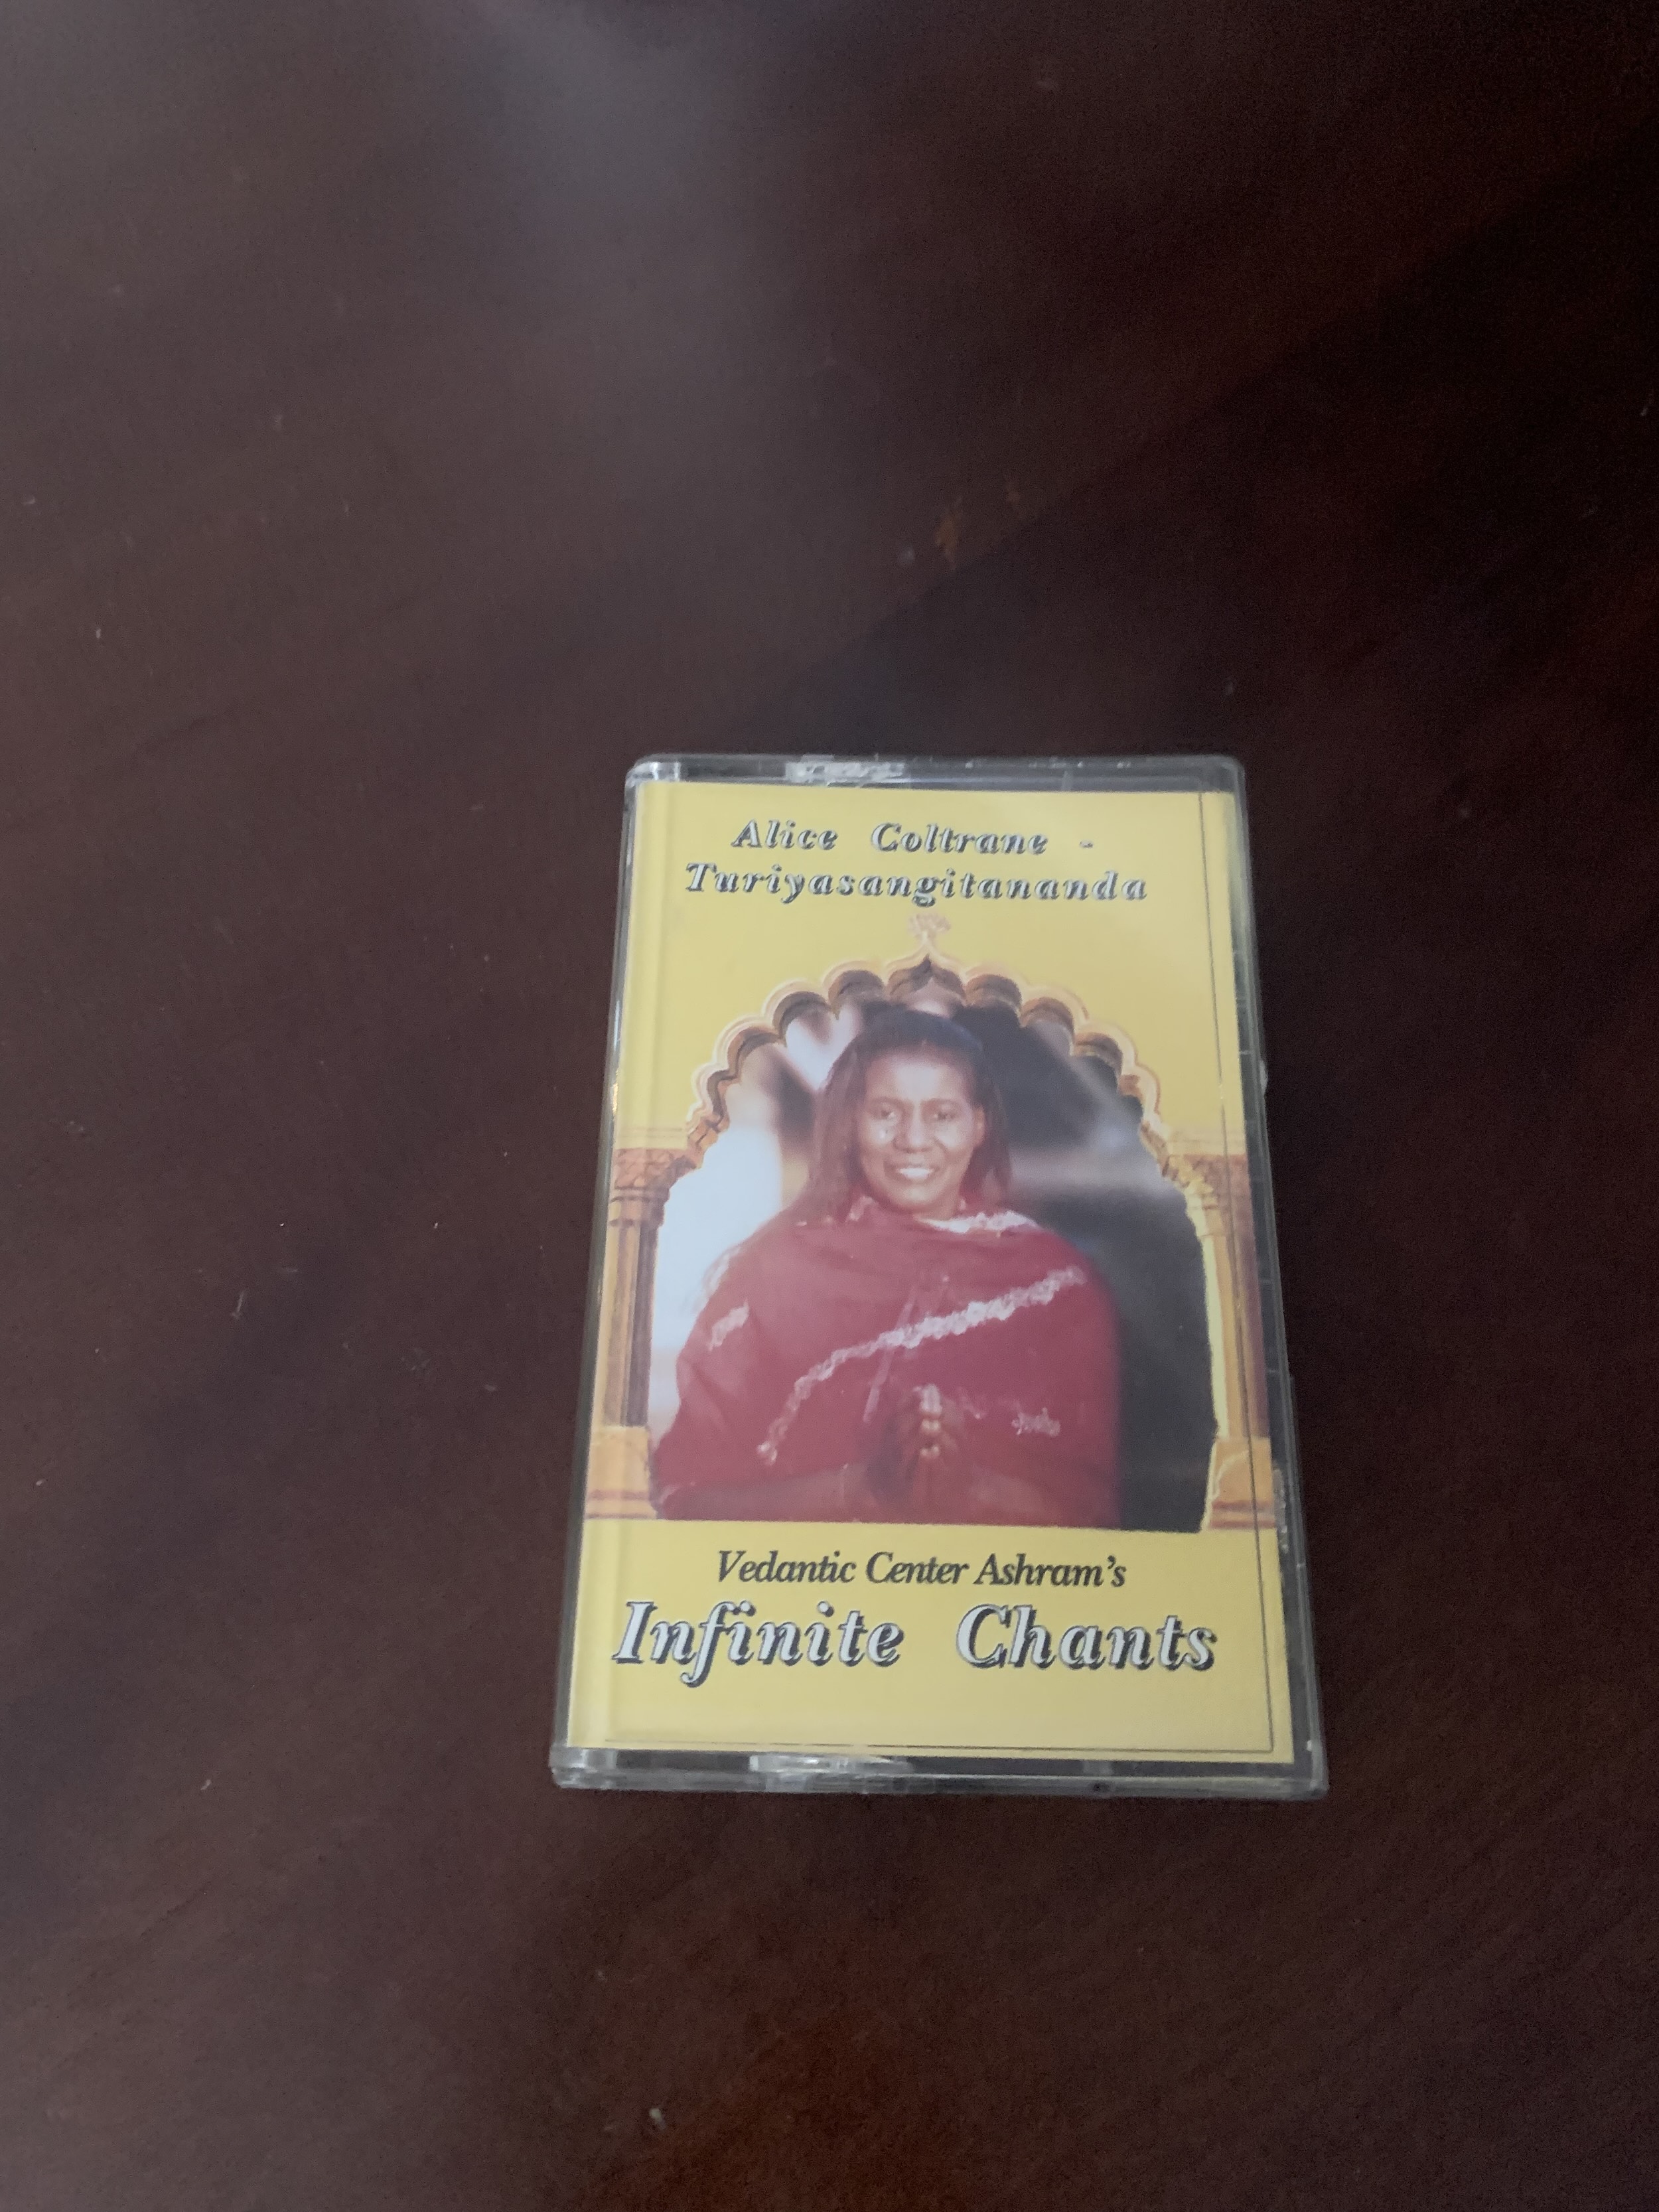 Alice Coltrane -
Turiyasangitananda
Vedantic Center Ashram's
Infinite Chants